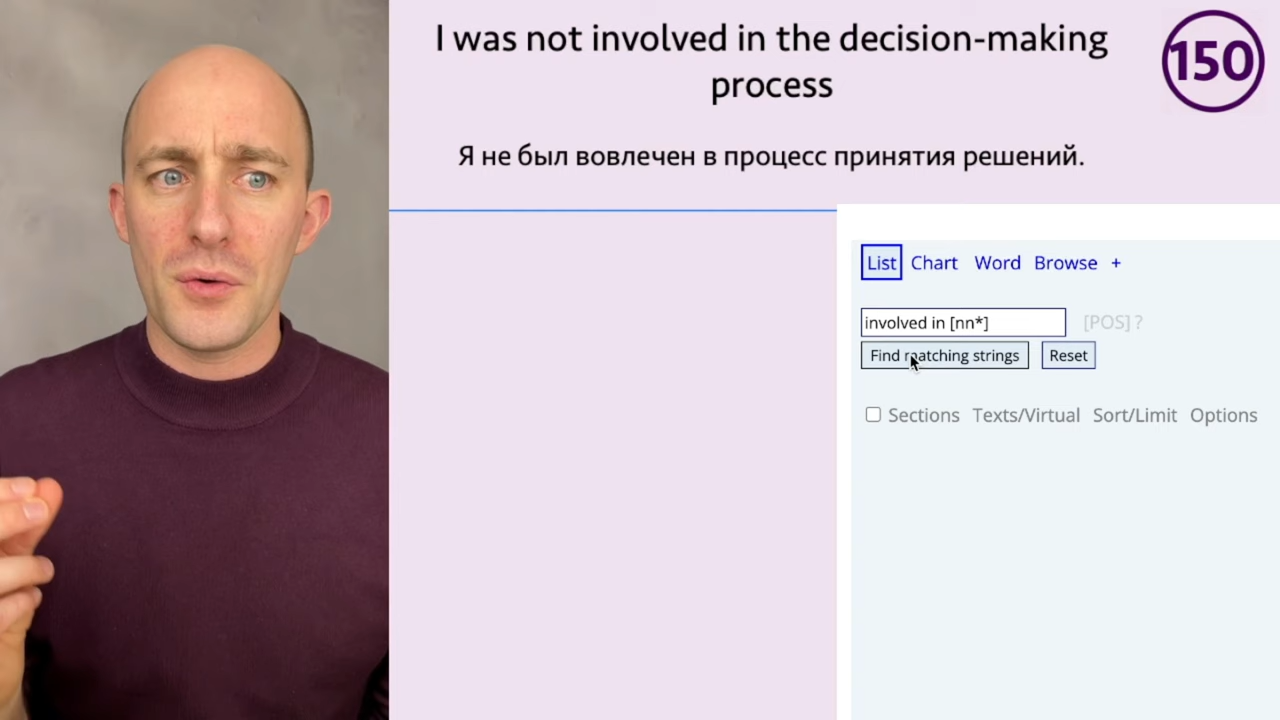 I was not involved in the decision-making
process
150
Я не был вовлечен в процесс принятия решений.
List Chart Word Browse +
involved in [nn*] [POS] ?
Find matching strings Reset
Sections Texts/Virtual Sort/Limit Options